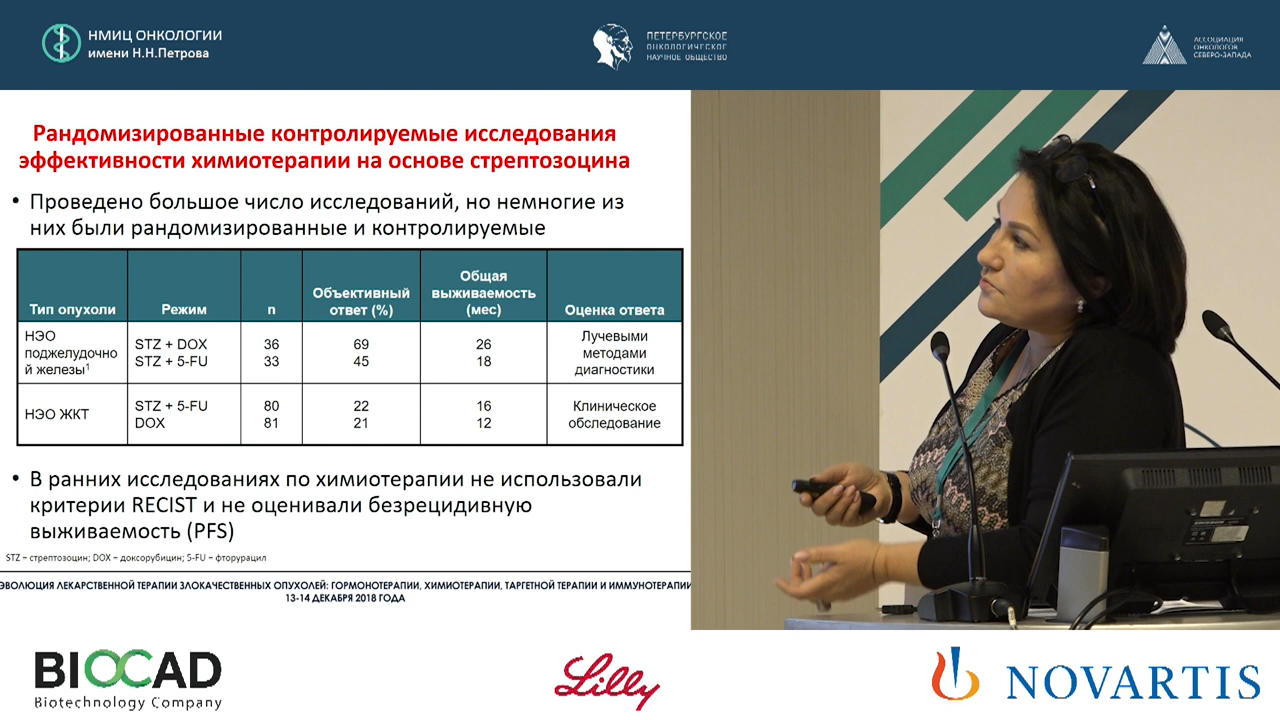 НМИЦ ОНКОЛОГИИ
имени Н.Н.Петрова
ПЕТЕРБУРГСКОЕ
ОНКОЛОГИЧЕСКОЕ
НАУЧНОЕ ОБЩЕСТВО
АССОЦИАЦИЯ
ОНКОЛОГОВ
СЕВЕРО-ЗАПАДА
Рандомизированные контролируемые исследования
эффективности химиотерапии на основе стрептозоцина
• Проведено большое число исследований, но немногие из
них были рандомизированные и контролируемые
Тип опухоли Режим n Объективный ответ (%) Общая выживаемость (мес) Оценка ответа
НЭО
поджелудочно
й железы¹
STZ + DOX 36 69 26
STZ + 5-FU 33 45 18
Лучевыми
методами
диагностики
НЭО ЖКТ
STZ + 5-FU 80 22 16
DOX 81 21 12
Клиническое
обследование
• В ранних исследованиях по химиотерапии не использовали
критерии RECIST и не оценивали безрецидивную
выживаемость (PFS)
STZ = стрептозоцин; DOX = доксорубицин; 5-FU = фторурацил
ЭВОЛЮЦИЯ ЛЕКАРСТВЕННОЙ ТЕРАПИИ ЗЛОКАЧЕСТВЕННЫХ ОПУХОЛЕЙ: ГОРМОНОТЕРАПИИ, ХИМИОТЕРАПИИ, ТАРГЕТНОЙ ТЕРАПИИ И ИММУНОТЕРАПИИ
13-14 ДЕКАБРЯ 2018 ГОДА
BIOCAD
Biotechnology Company
Lilly
NOVARTIS